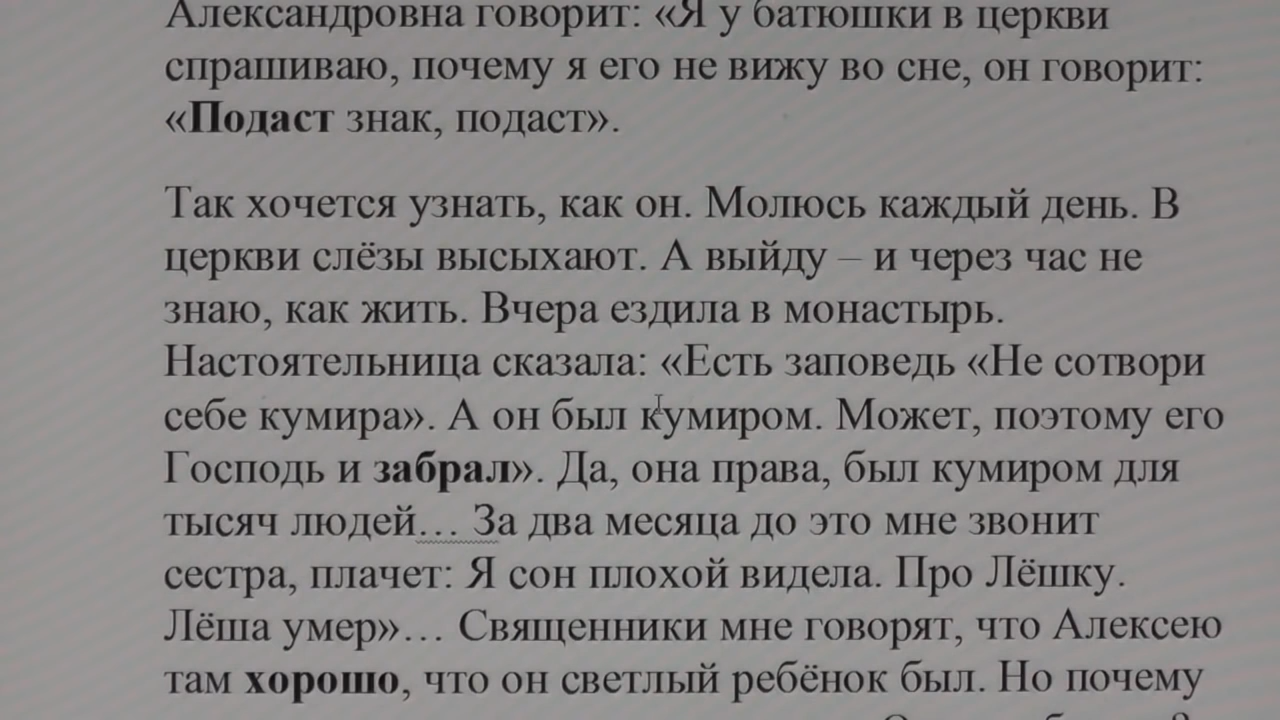 Александровна говорит: «Я у батюшки в церкви
спрашиваю, почему я его не вижу во сне, он говорит:
«Подаст знак, подаст».
Так хочется узнать, как он. Молюсь каждый день. В
церкви слёзы высыхают. А выйду – и через час не
знаю, как жить. Вчера ездила в монастырь.
Настоятельница сказала: «Есть заповедь «Не сотвори
себе кумира». А он был кумиром. Может, поэтому его
Господь и забрал». Да, она права, был кумиром для
тысяч людей… За два месяца до это мне звонит
сестра, плачет: Я сон плохой видела. Про Лёшку.
Лёша умер»… Священники мне говорят, что Алексею
там хорошо, что он светлый ребёнок был. Но почему